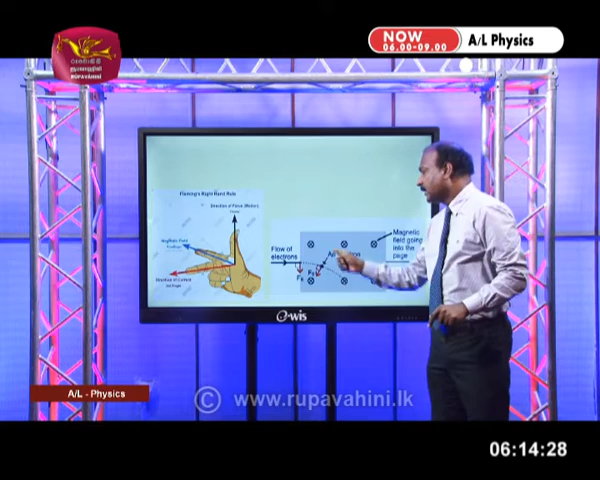 NOW
06.00-09.00
A/L Physics
RUPAVAHINI
Fleming's Right Hand Rule
Direction of Force (Motion)
Magnetic Field
Direction of Current
Flow of
electrons
Magnetic
field going
into the
page
e-wis
A/L - Physics
© www.rupavahini.lk
06:14:28